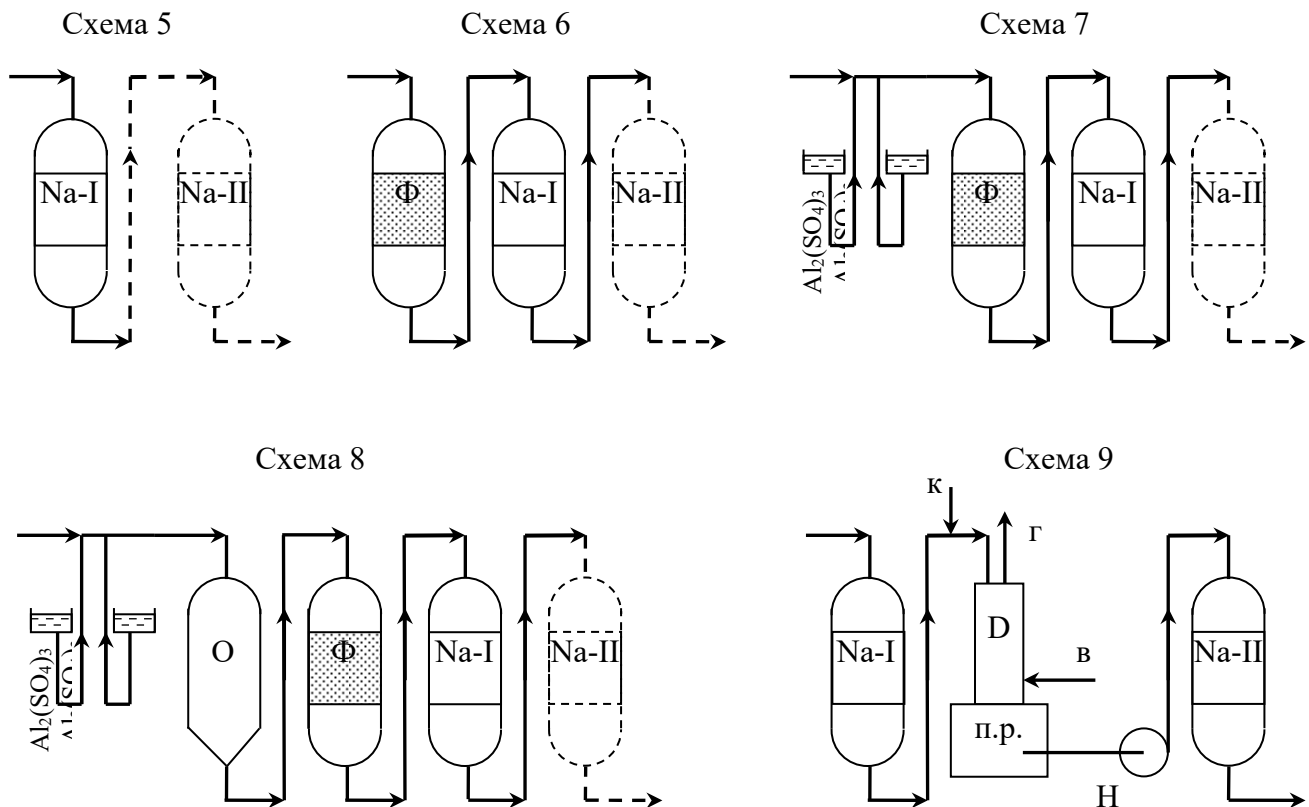 Схема 5
Схема 6
Схема 7
Na-I
Na-II
Ф
Na-I
Na-II
Al₂(SO₄)₃
Ф
Na-I
Na-II
Схема 8
Схема 9
Al₂(SO₄)₃
О
Ф
Na-I
Na-II
к
г
Na-I
D
в
п.р.
Н
Na-II